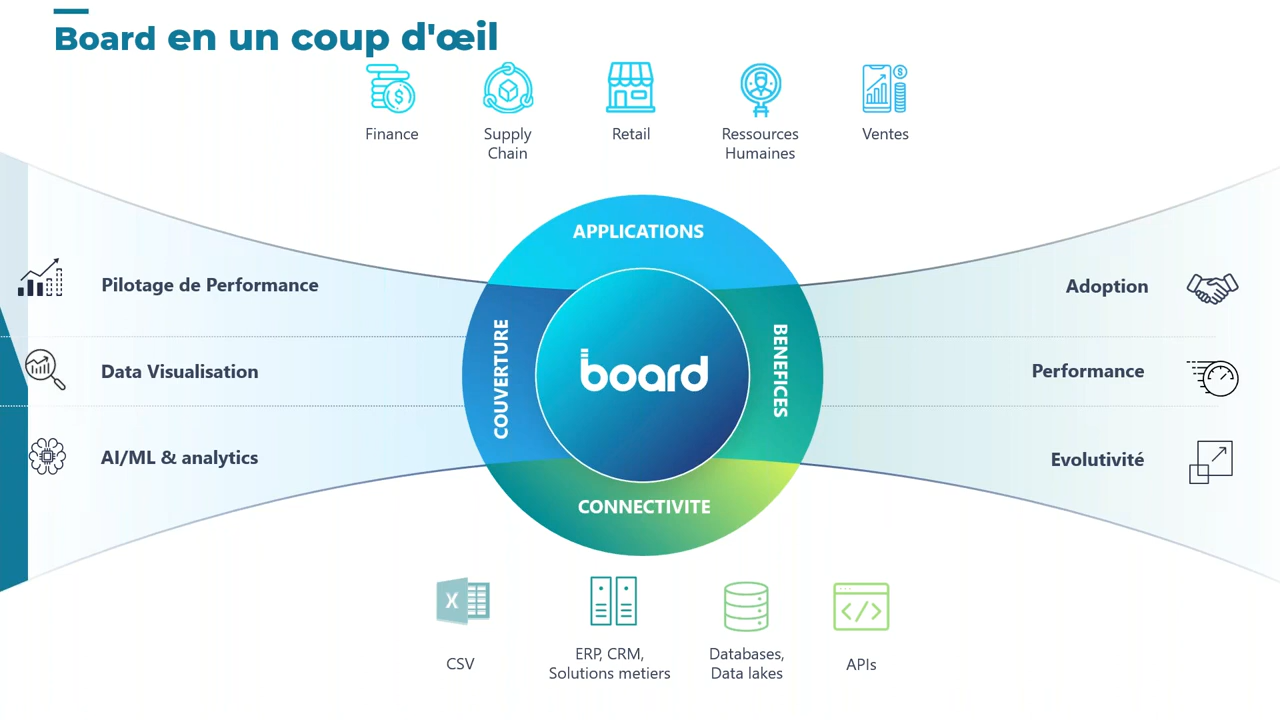 Board en un coup d'œil
Finance
Supply
Chain
Retail
Ressources
Humaines
Ventes
APPLICATIONS
Pilotage de Performance
Data Visualisation
AI/ML & analytics
COUVERTURE
board
BENEFICES
Adoption
Performance
Evolutivité
CONNECTIVITE
X
CSV
ERP, CRM,
Solutions metiers
Databases,
Data lakes
</>
APIs